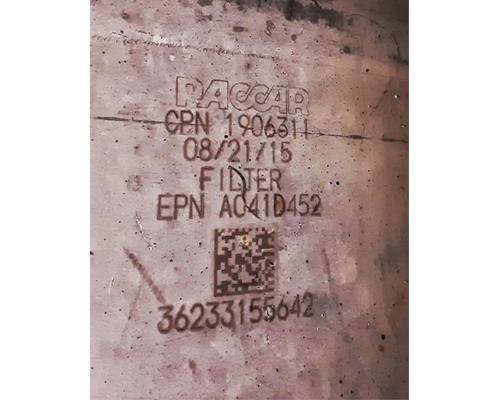 PACCAR
CPN 1906311
08/21/15
FILTER
EPN A041D452
36233155642